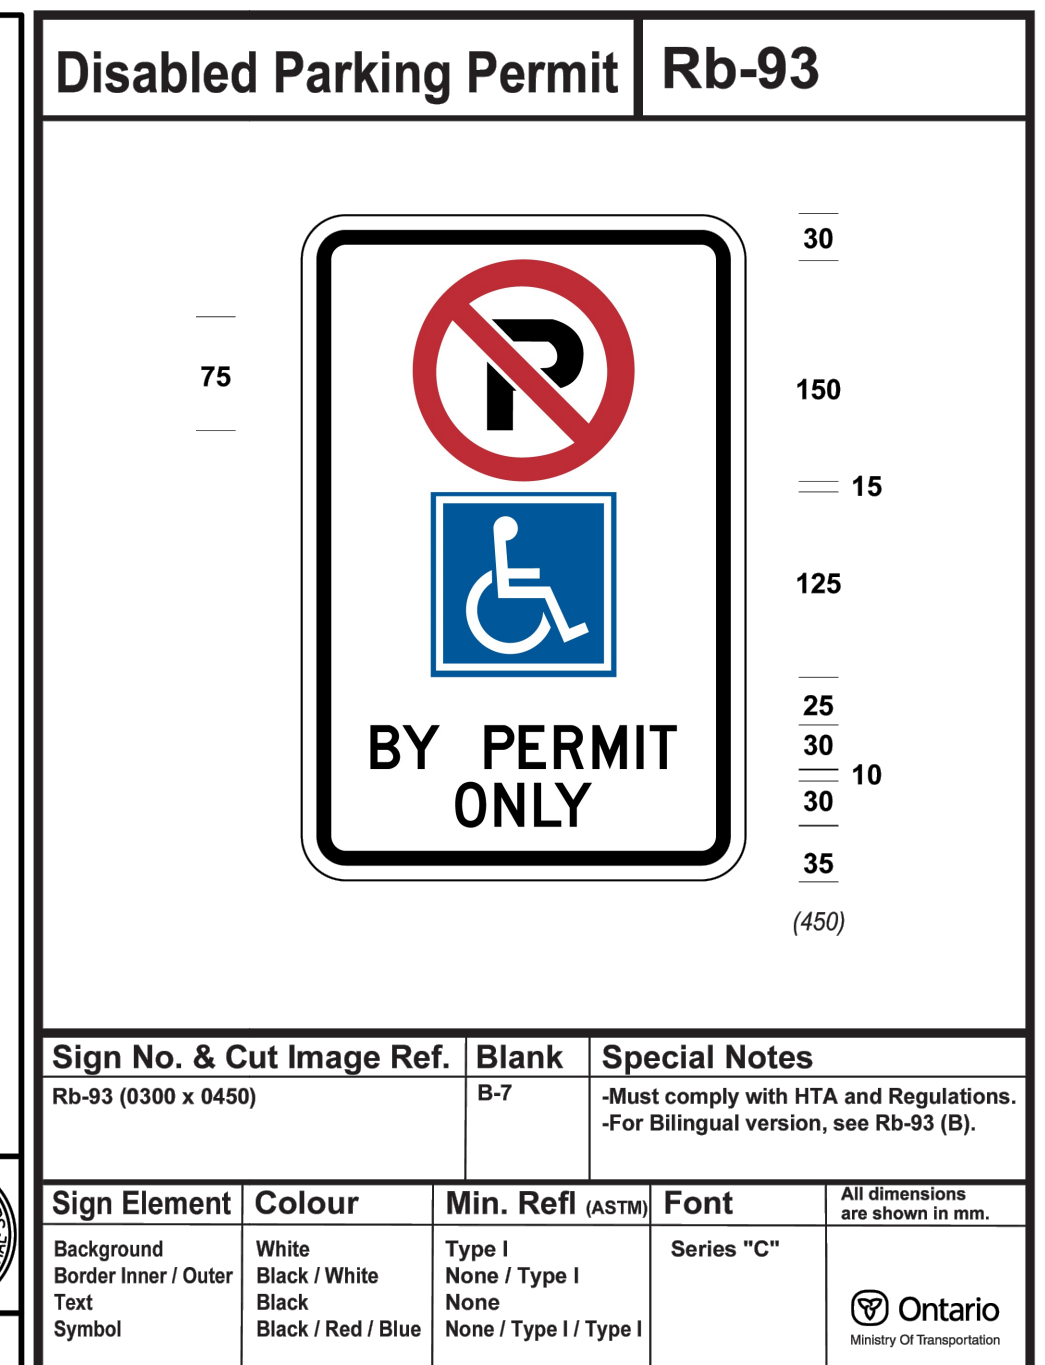 Disabled Parking Permit
Rb-93
30
75
P
150
15
125
25
BY PERMIT
30
10
ONLY
30
35
(450)
Sign No. & Cut Image Ref.
Blank
Special Notes
Rb-93 (0300 x 0450)
B-7
-Must comply with HTA and Regulations.
-For Bilingual version, see Rb-93 (B).
Sign Element
Colour
Min. Refl (ASTM)
Font
All dimensions
are shown in mm.
Background
White
Type I
Series "C"
Border Inner / Outer
Black / White
None / Type I
Text
Black
None
Symbol
Black / Red / Blue
None / Type I / Type I
Ontario
Ministry Of Transportation